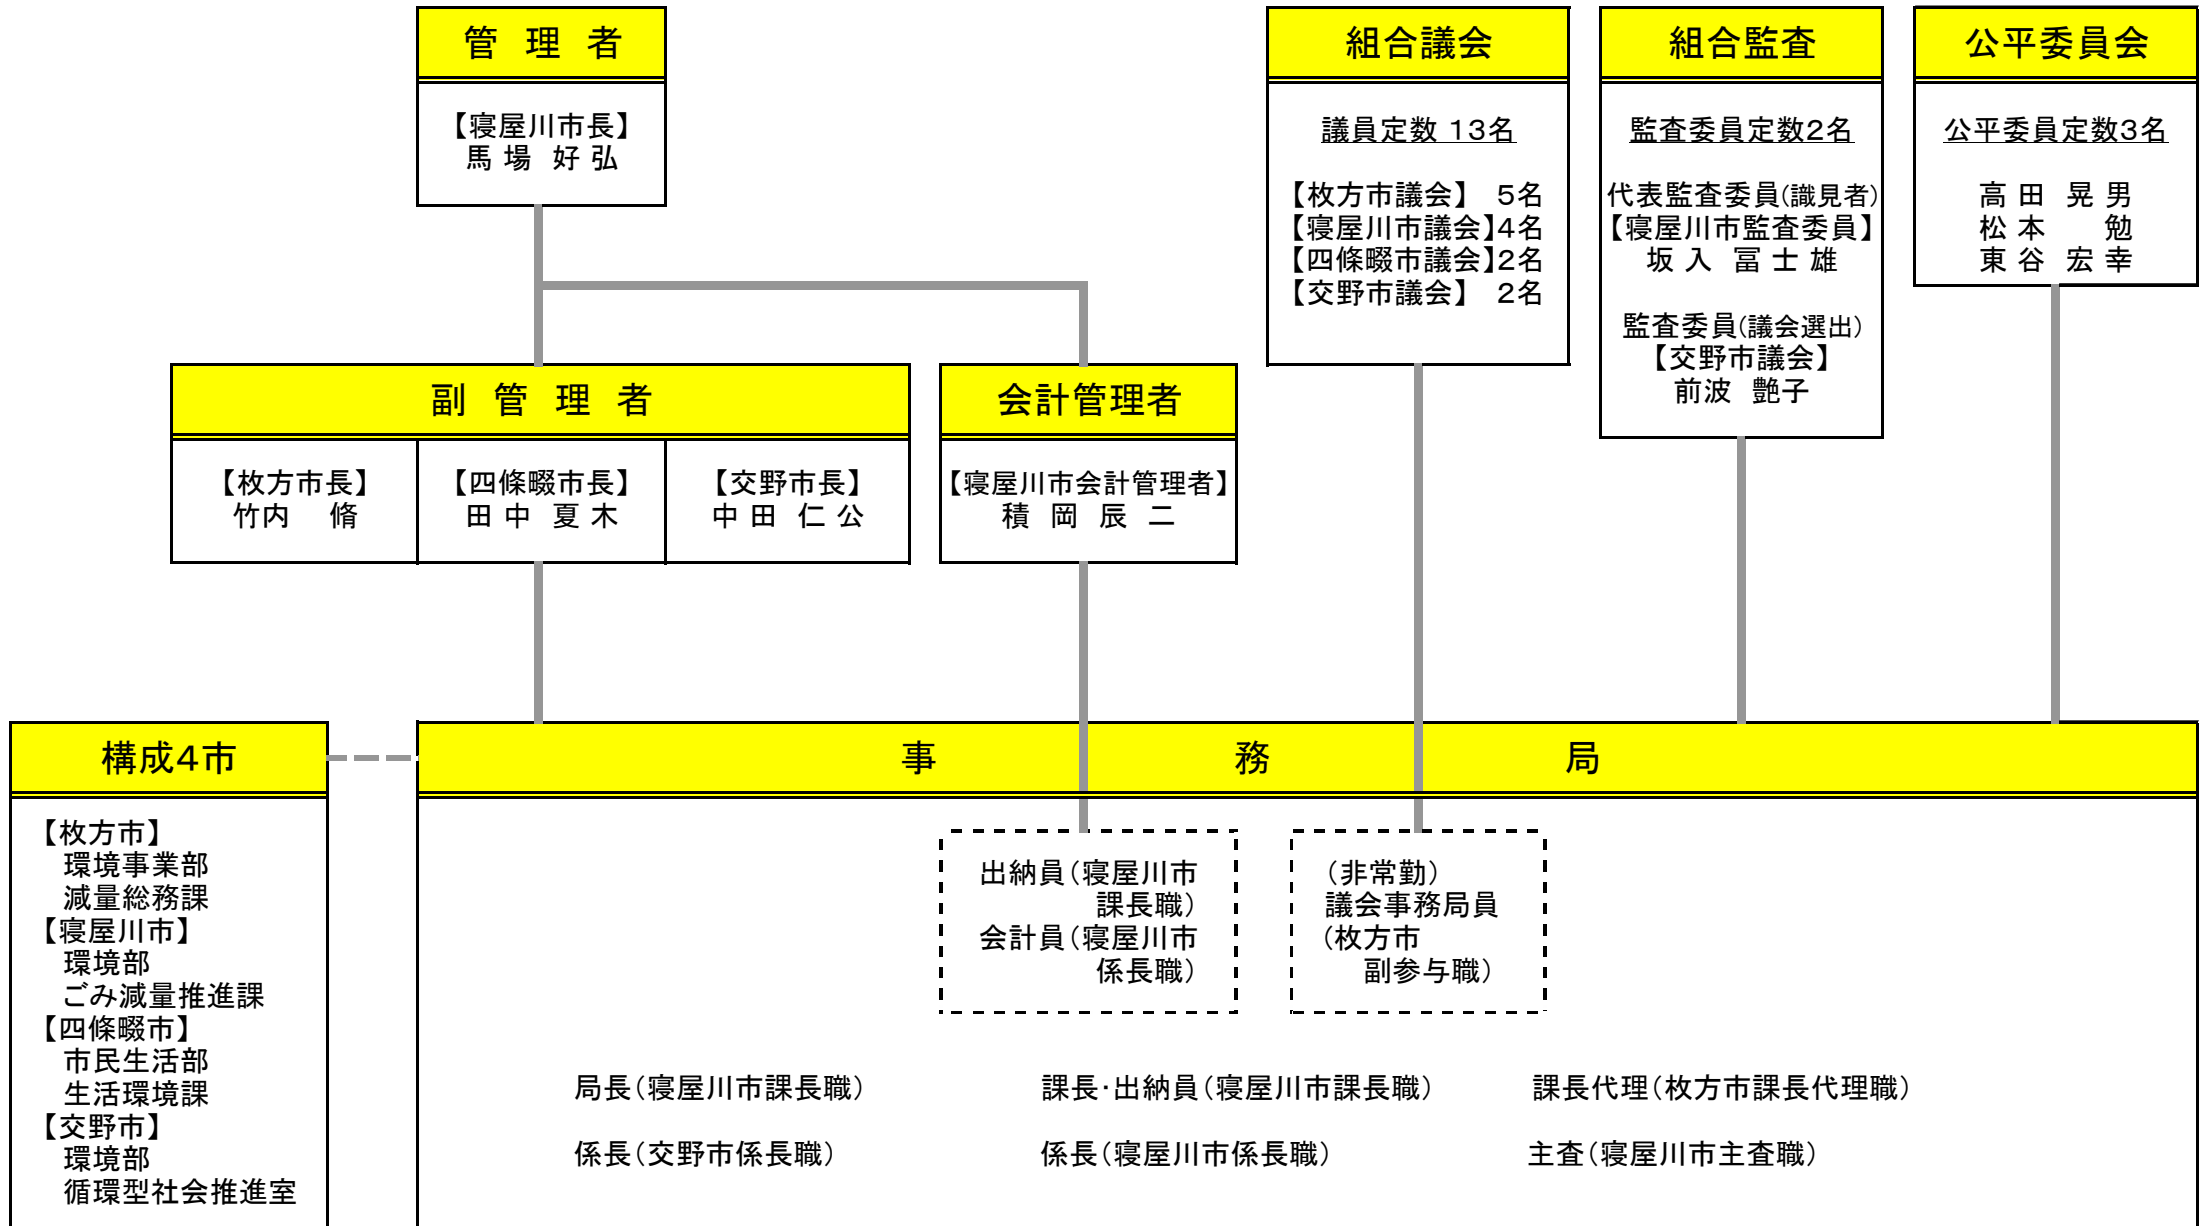 管 理 者
【寝屋川市長】
馬 場 好 弘
組合議会
議員定数 13名
【枚方市議会】 5名
【寝屋川市議会】4名
【四條畷市議会】2名
【交野市議会】 2名
組合監査
監査委員定数2名
代表監査委員(識見者)
【寝屋川市監査委員】
坂 入 冨 士 雄
監査委員(議会選出)
【交野市議会】
前波 艶子
公平委員会
公平委員定数3名
高 田 晃 男
松 本 勉
東 谷 宏 幸
副 管 理 者
【枚方市長】
竹内 脩
【四條畷市長】
田 中 夏 木
【交野市長】
中 田 仁 公
会計管理者
【寝屋川市会計管理者】
積 岡 辰 二
構成4市
【枚方市】
環境事業部
減量総務課
【寝屋川市】
環境部
ごみ減量推進課
【四條畷市】
市民生活部
生活環境課
【交野市】
環境部
循環型社会推進室
事 務 局
出納員(寝屋川市
課長職)
会計員(寝屋川市
係長職)
(非常勤)
議会事務局員
(枚方市
副参与職)
局長(寝屋川市課長職) 課長・出納員(寝屋川市課長職) 課長代理(枚方市課長代理職)
係長(交野市係長職) 係長(寝屋川市係長職) 主査(寝屋川市主査職)